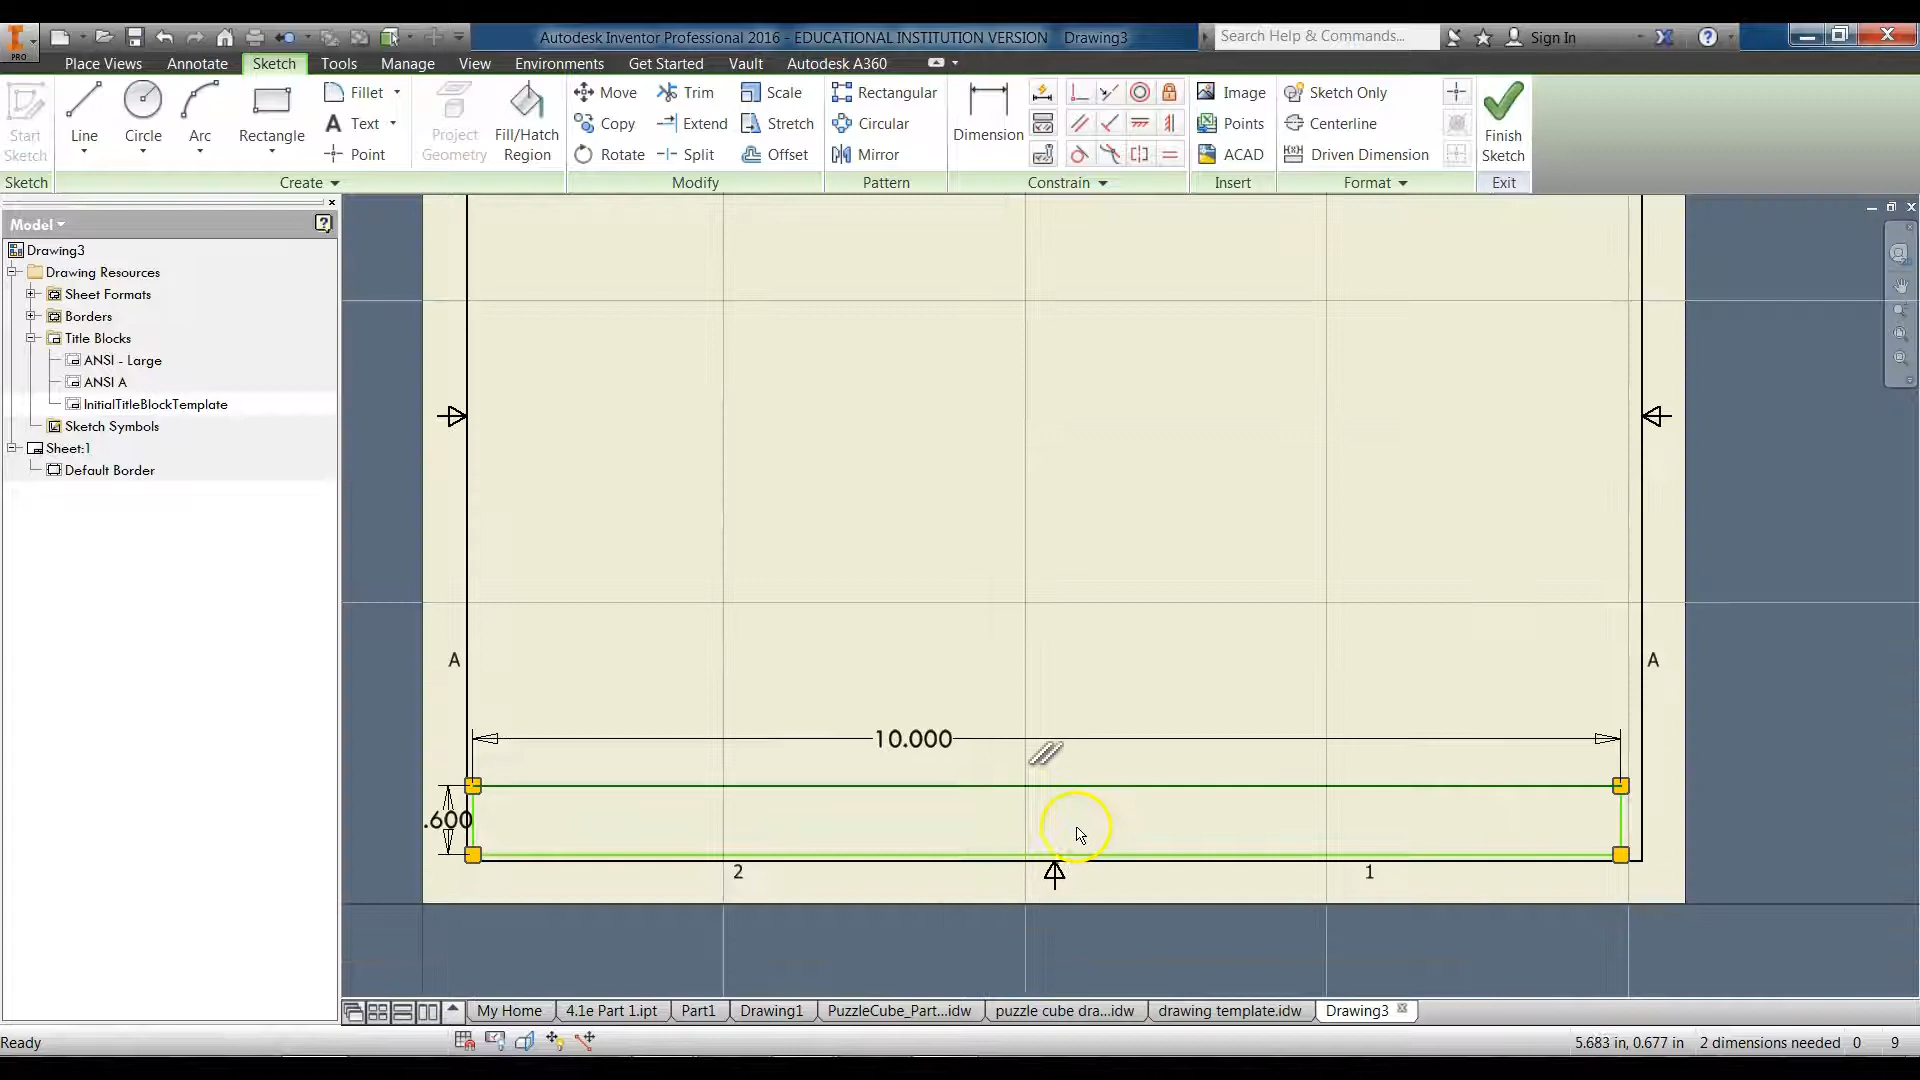 Autodesk Inventor Professional 2016 - EDUCATIONAL INSTITUTION VERSION Drawing3
Search Help & Commands...
Sign In
PRO
Place Views
Annotate
Sketch
Tools
Manage
View
Environments
Get Started
Vault
Autodesk A360
Start Sketch
Line
Circle
Arc
Rectangle
Fillet
Text
Point
Project Geometry
Fill/Hatch Region
Move
Copy
Rotate
Trim
Extend
Split
Scale
Stretch
Offset
Rectangular
Circular
Mirror
Dimension
Image
Points
ACAD
Sketch Only
Centerline
Driven Dimension
Finish Sketch
Sketch
Create
Modify
Pattern
Constrain
Insert
Format
Exit
Model
Drawing3
Drawing Resources
Sheet Formats
Borders
Title Blocks
ANSI - Large
ANSI A
InitialTitleBlockTemplate
Sketch Symbols
Sheet:1
Default Border
A
A
10.000
.600
2
1
My Home
4.1e Part 1.ipt
Part1
Drawing1
PuzzleCube_Part...idw
puzzle cube dra...idw
drawing template.idw
Drawing3
Ready
5.683 in, 0.677 in
2 dimensions needed
0
9